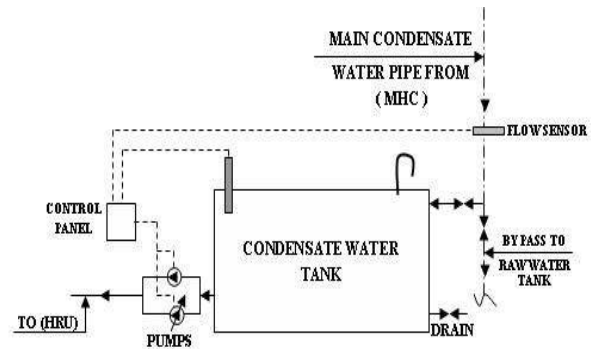 MAIN CONDENSATE
WATER PIPE FROM
( MHC )
FLOWSENSOR
CONTROL
PANEL
CONDENSATE WATER
TANK
BY PASS TO
RAWWATER
TANK
TO (HRU)
PUMPS
DRAIN